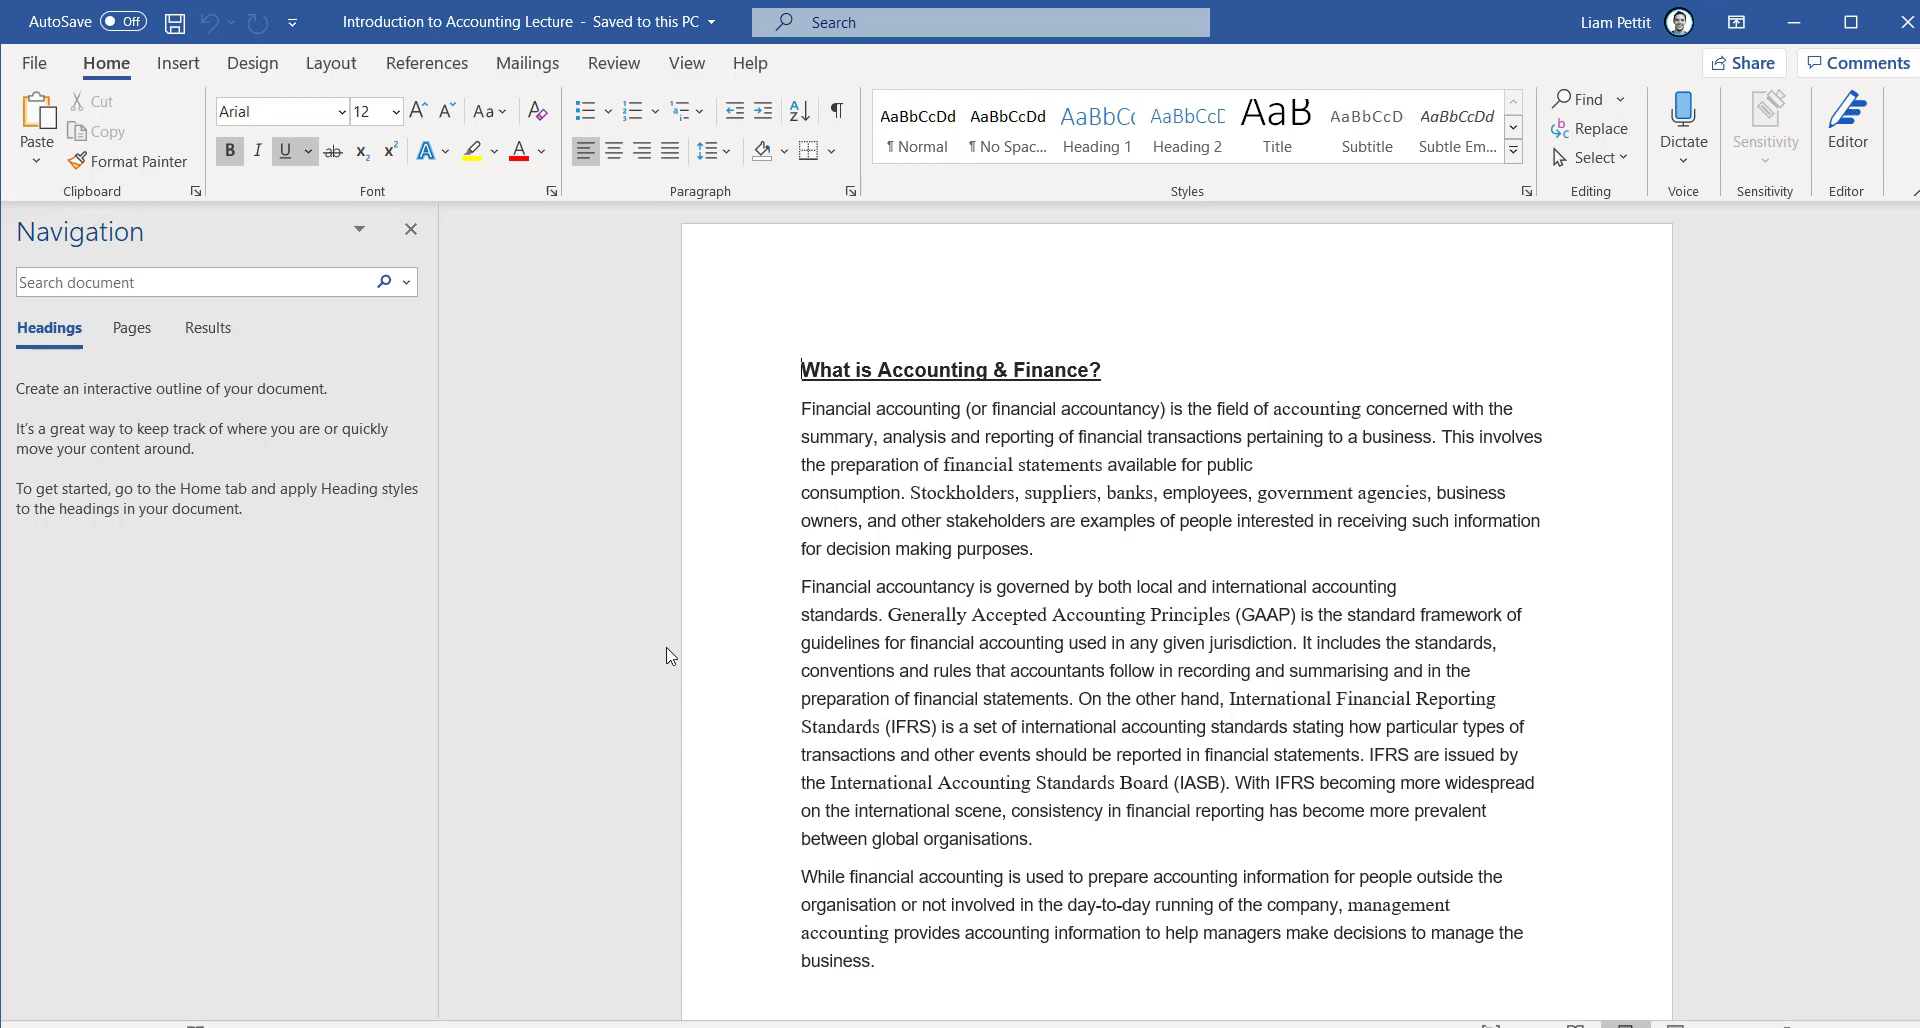 AutoSave Off Introduction to Accounting Lecture - Saved to this PC Search Liam Pettit
File Home Insert Design Layout References Mailings Review View Help Share Comments
Paste Cut Copy Format Painter
Clipboard
Arial 12 Aa
B I U ab x₂ x² A A
Font
Paragraph
AaBbCcDd AaBbCcDd AaBbCc AaBbCcD AaB AaBbCcD AaBbCcDd
¶ Normal ¶ No Spac... Heading 1 Heading 2 Title Subtitle Subtle Em...
Styles
Find
Replace
Select
Editing
Dictate
Voice
Sensitivity
Sensitivity
Editor
Editor
Navigation
Search document
Headings Pages Results
Create an interactive outline of your document.
It's a great way to keep track of where you are or quickly
move your content around.
To get started, go to the Home tab and apply Heading styles
to the headings in your document.
What is Accounting & Finance?
Financial accounting (or financial accountancy) is the field of accounting concerned with the
summary, analysis and reporting of financial transactions pertaining to a business. This involves
the preparation of financial statements available for public
consumption. Stockholders, suppliers, banks, employees, government agencies, business
owners, and other stakeholders are examples of people interested in receiving such information
for decision making purposes.
Financial accountancy is governed by both local and international accounting
standards. Generally Accepted Accounting Principles (GAAP) is the standard framework of
guidelines for financial accounting used in any given jurisdiction. It includes the standards,
conventions and rules that accountants follow in recording and summarising and in the
preparation of financial statements. On the other hand, International Financial Reporting
Standards (IFRS) is a set of international accounting standards stating how particular types of
transactions and other events should be reported in financial statements. IFRS are issued by
the International Accounting Standards Board (IASB). With IFRS becoming more widespread
on the international scene, consistency in financial reporting has become more prevalent
between global organisations.
While financial accounting is used to prepare accounting information for people outside the
organisation or not involved in the day-to-day running of the company, management
accounting provides accounting information to help managers make decisions to manage the
business.